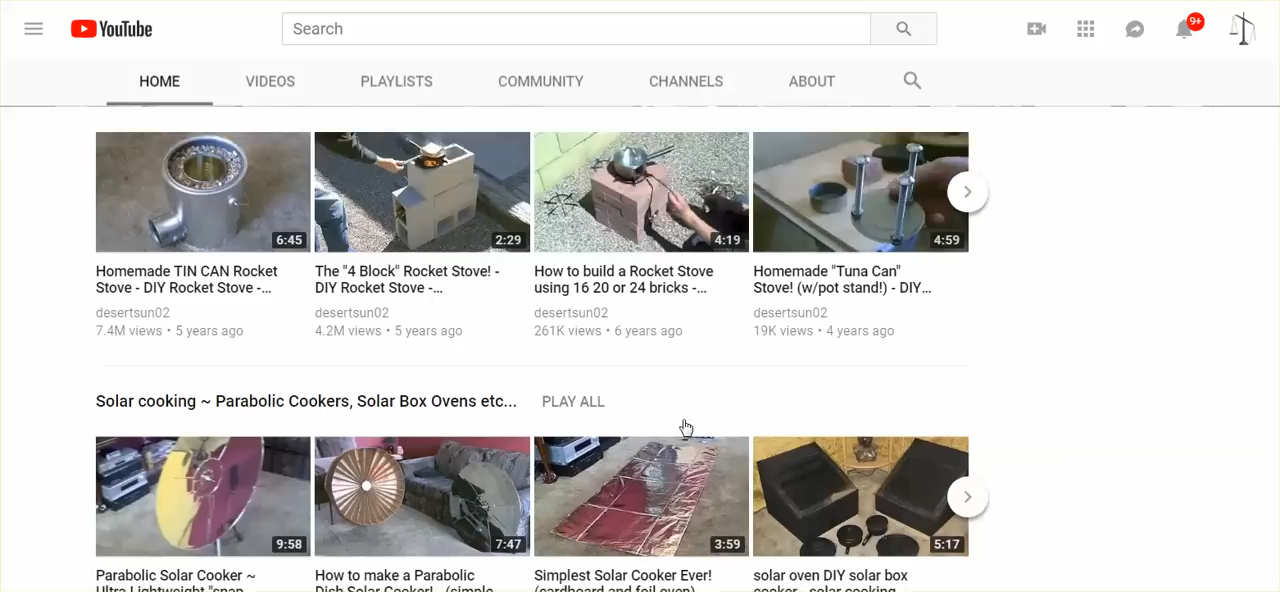 YouTube
Search
9+
HOME VIDEOS PLAYLISTS COMMUNITY CHANNELS ABOUT
6:45 2:29 4:19 4:59
Homemade TIN CAN Rocket
Stove - DIY Rocket Stove -...
desertsun02
7.4M views • 5 years ago
The "4 Block" Rocket Stove! -
DIY Rocket Stove -...
desertsun02
4.2M views • 5 years ago
How to build a Rocket Stove
using 16 20 or 24 bricks -...
desertsun02
261K views • 6 years ago
Homemade "Tuna Can"
Stove! (w/pot stand!) - DIY...
desertsun02
19K views • 4 years ago
Solar cooking ~ Parabolic Cookers, Solar Box Ovens etc... PLAY ALL
9:58 7:47 3:59 5:17
Parabolic Solar Cooker ~
Ultra Lightweight "snap
How to make a Parabolic
Dish Solar Cooker! - (simple
Simplest Solar Cooker Ever!
(cardboard and foil oven)
solar oven DIY solar box
cooker - solar cooking